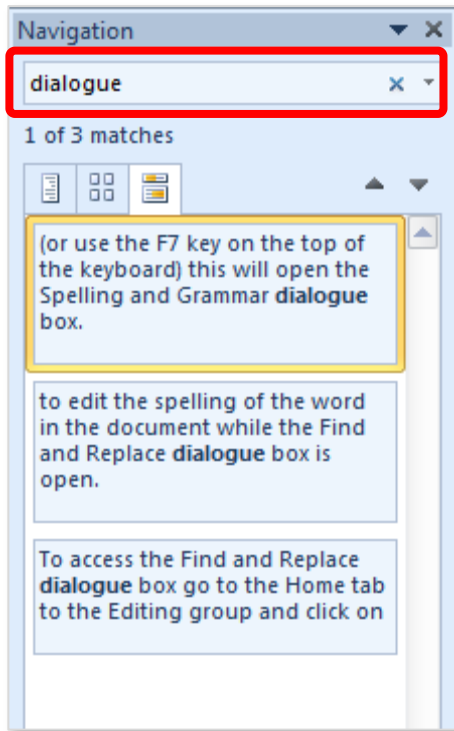 Navigation
dialogue
1 of 3 matches
(or use the F7 key on the top of
the keyboard) this will open the
Spelling and Grammar dialogue
box.
to edit the spelling of the word
in the document while the Find
and Replace dialogue box is
open.
To access the Find and Replace
dialogue box go to the Home tab
to the Editing group and click on